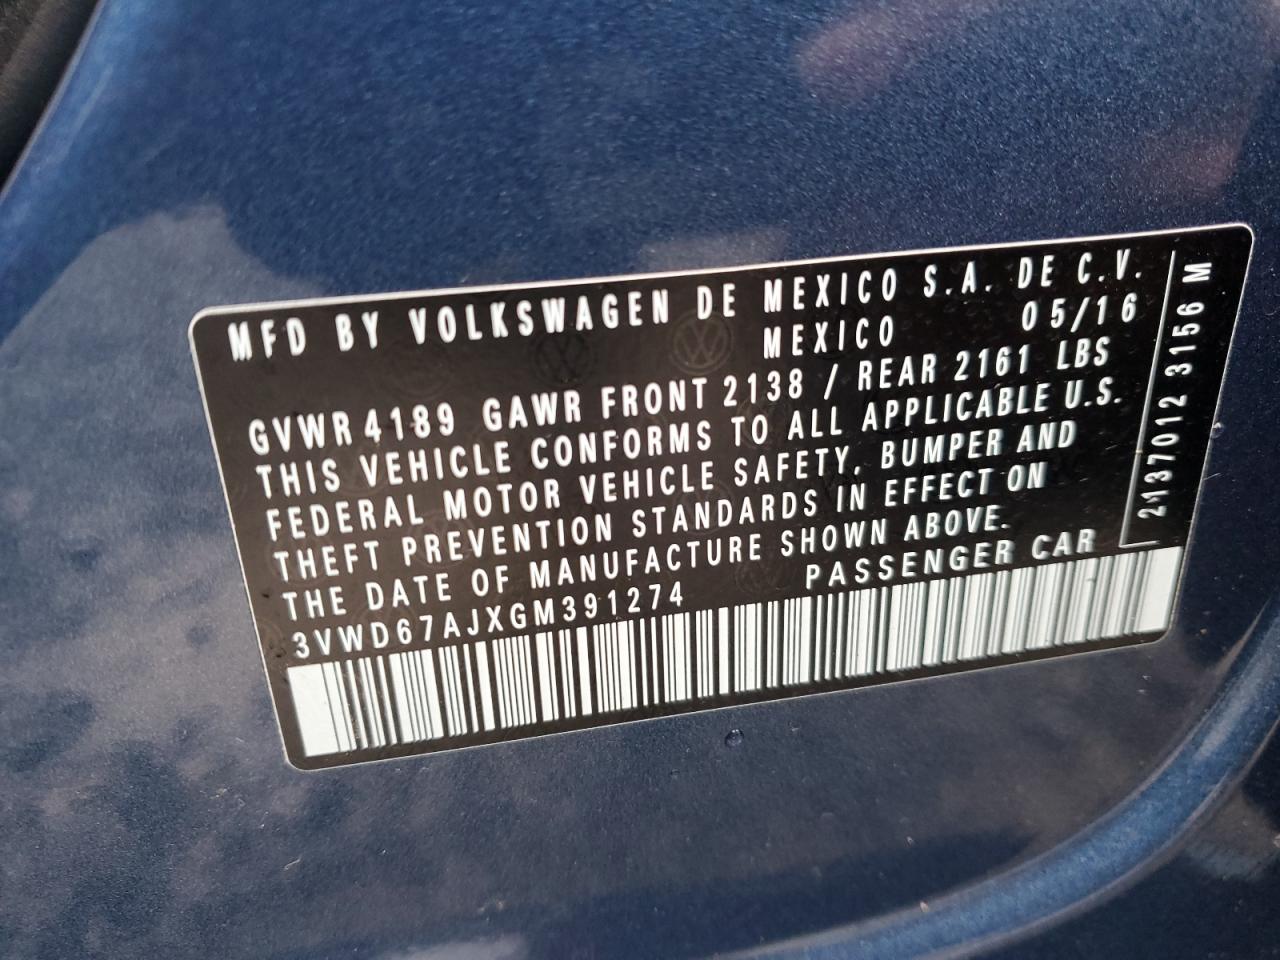 MFD BY VOLKSWAGEN DE MEXICO S.A. DE C.V.
MEXICO 05/16
GVWR 4189 GAWR FRONT 2138 / REAR 2161 LBS
THIS VEHICLE CONFORMS TO ALL APPLICABLE U.S.
FEDERAL MOTOR VEHICLE SAFETY, BUMPER AND
THEFT PREVENTION STANDARDS IN EFFECT ON
THE DATE OF MANUFACTURE SHOWN ABOVE.
3VWD67AJXGM391274 PASSENGER CAR
2137012 3156 M